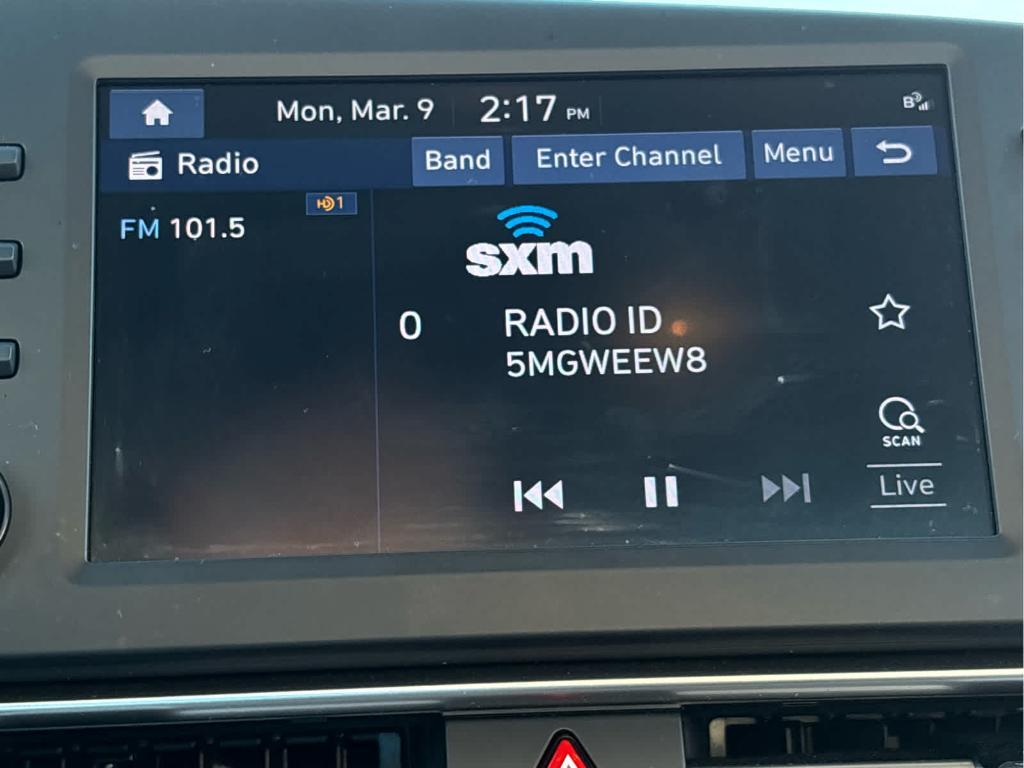 Mon, Mar. 9 2:17 PM B
Radio Band Enter Channel Menu
HD 1
FM 101.5
sxm
0 RADIO ID
5MGWEEW8
SCAN
Live